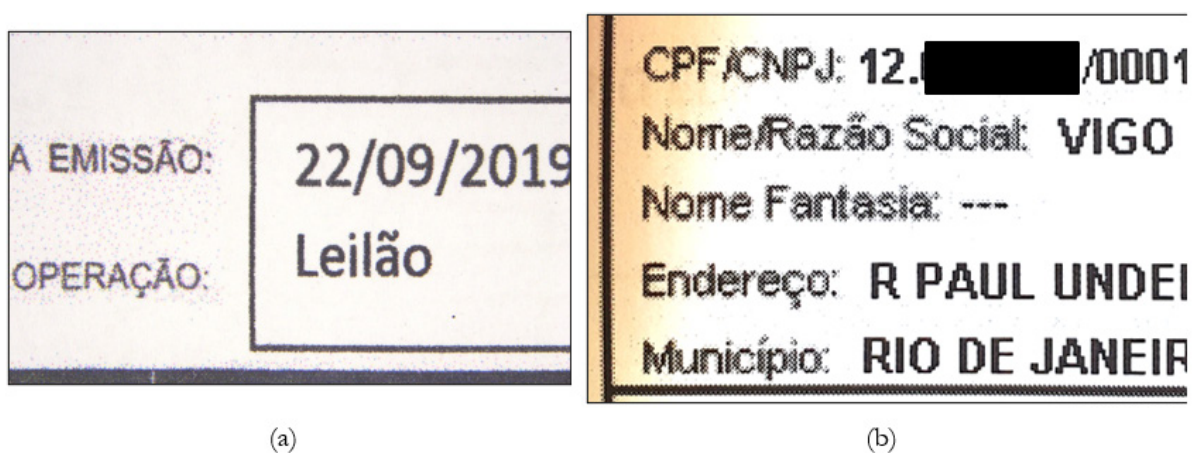 A EMISSÃO: 22/09/2019
OPERAÇÃO: Leilão
(a)
CPF/CNPJ: 12. /0001
Nome/Razão Social: VIGO
Nome Fantasia: ---
Endereço: R PAUL UNDE
Município: RIO DE JANEIR
(b)